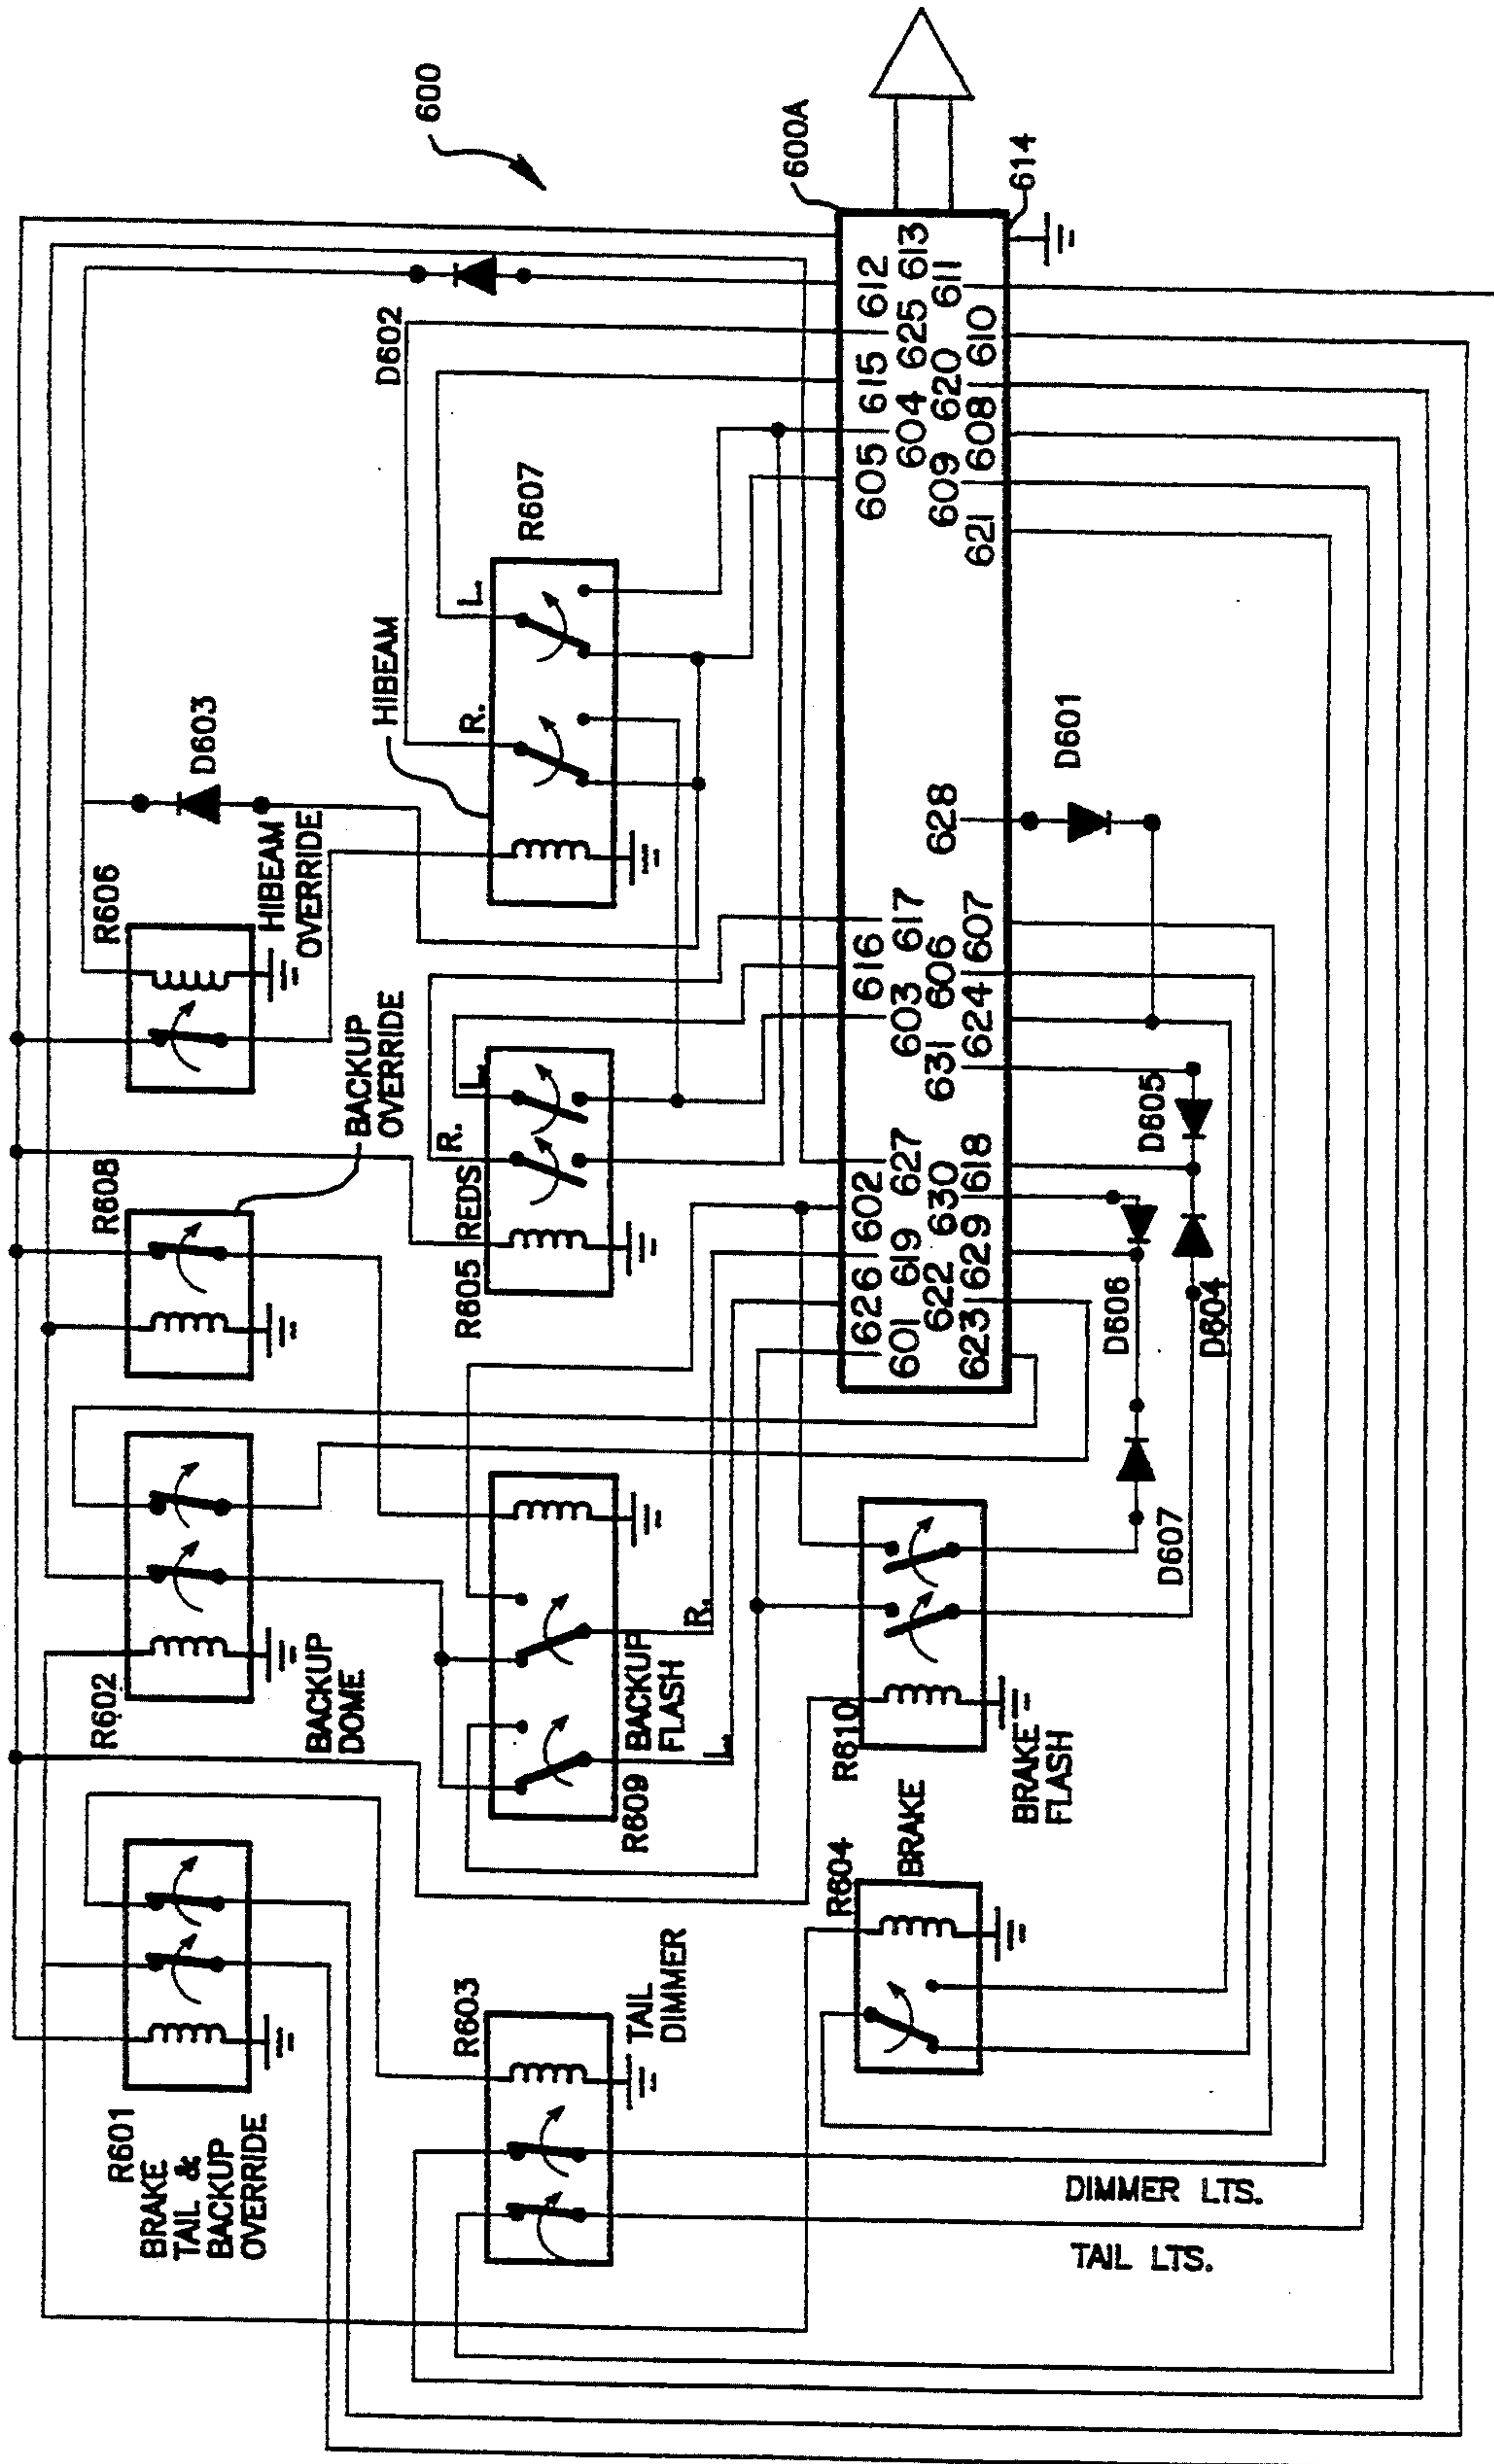 600
R601
BRAKE
TAIL &
BACKUP
OVERRIDE
R602
BACKUP
DOME
R608
BACKUP
OVERRIDE
R606
HIBEAM
OVERRIDE
D603
D602
R603
TAIL
DIMMER
R609
BACKUP
FLASH
L.
R.
R605
REDS
R.
L.
HIBEAM
R.
L.
R607
R604
BRAKE
R610
BRAKE
FLASH
600A
614
626
602
616
605
615
612
601
619
627
603
617
604
625
613
622
630
631
606
628
609
620
611
623
629
618
624
607
621
608
610
D601
D605
D606
D604
D607
DIMMER LTS.
TAIL LTS.